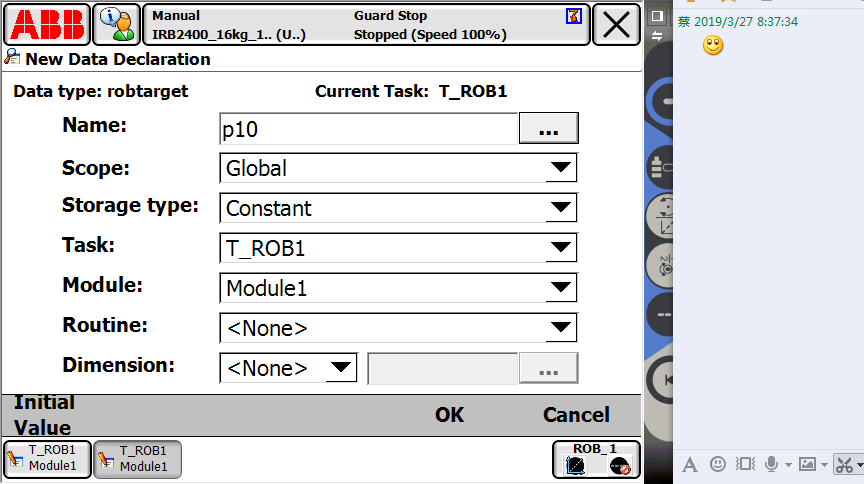 ABB
Manual
IRB2400_16kg_1.. (U..)
Guard Stop
Stopped (Speed 100%)
New Data Declaration
Data type: robtarget
Current Task: T_ROB1
Name:
p10
...
Scope:
Global
Storage type:
Constant
Task:
T_ROB1
Module:
Module1
Routine:
<None>
Dimension:
<None>
...
Initial
Value
OK
Cancel
T_ROB1
Module1
T_ROB1
Module1
ROB_1
蔡 2019/3/27 8:37:34